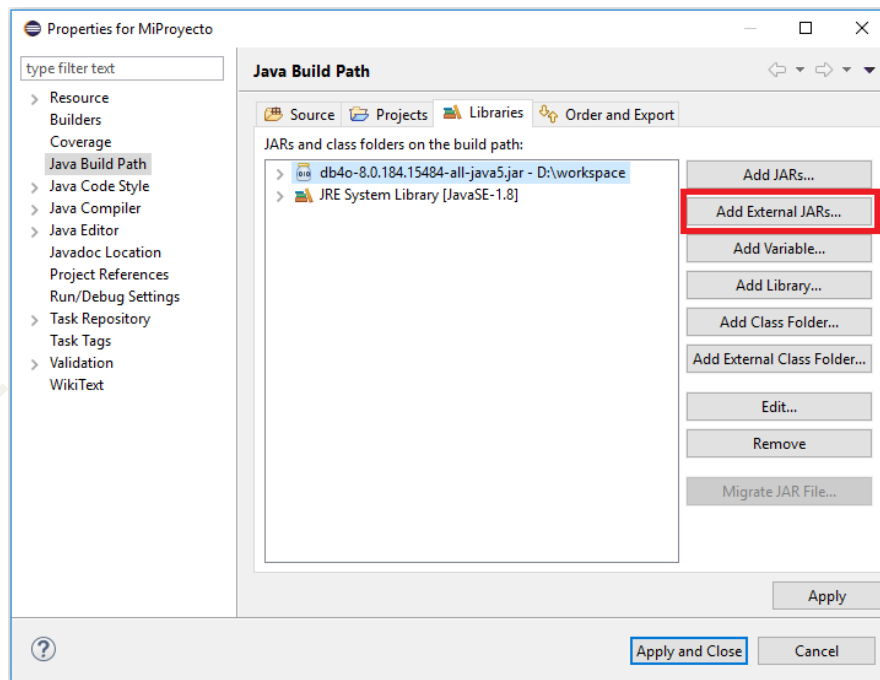 Properties for MiProyecto
type filter text
Resource
Builders
Coverage
Java Build Path
Java Code Style
Java Compiler
Java Editor
Javadoc Location
Project References
Run/Debug Settings
Task Repository
Task Tags
Validation
WikiText
Java Build Path
Source Projects Libraries Order and Export
JARs and class folders on the build path:
db4o-8.0.184.15484-all-java5.jar - D:\workspace
JRE System Library [JavaSE-1.8]
Add JARs...
Add External JARs...
Add Variable...
Add Library...
Add Class Folder...
Add External Class Folder...
Edit...
Remove
Migrate JAR File...
Apply
?
Apply and Close Cancel